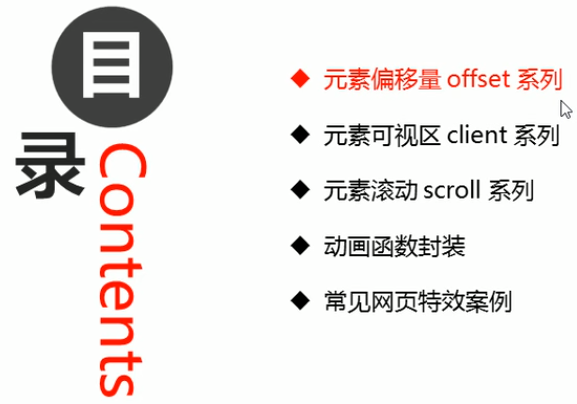 目录
Contents
元素偏移量 offset 系列
元素可视区 client 系列
元素滚动 scroll 系列
动画函数封装
常见网页特效案例